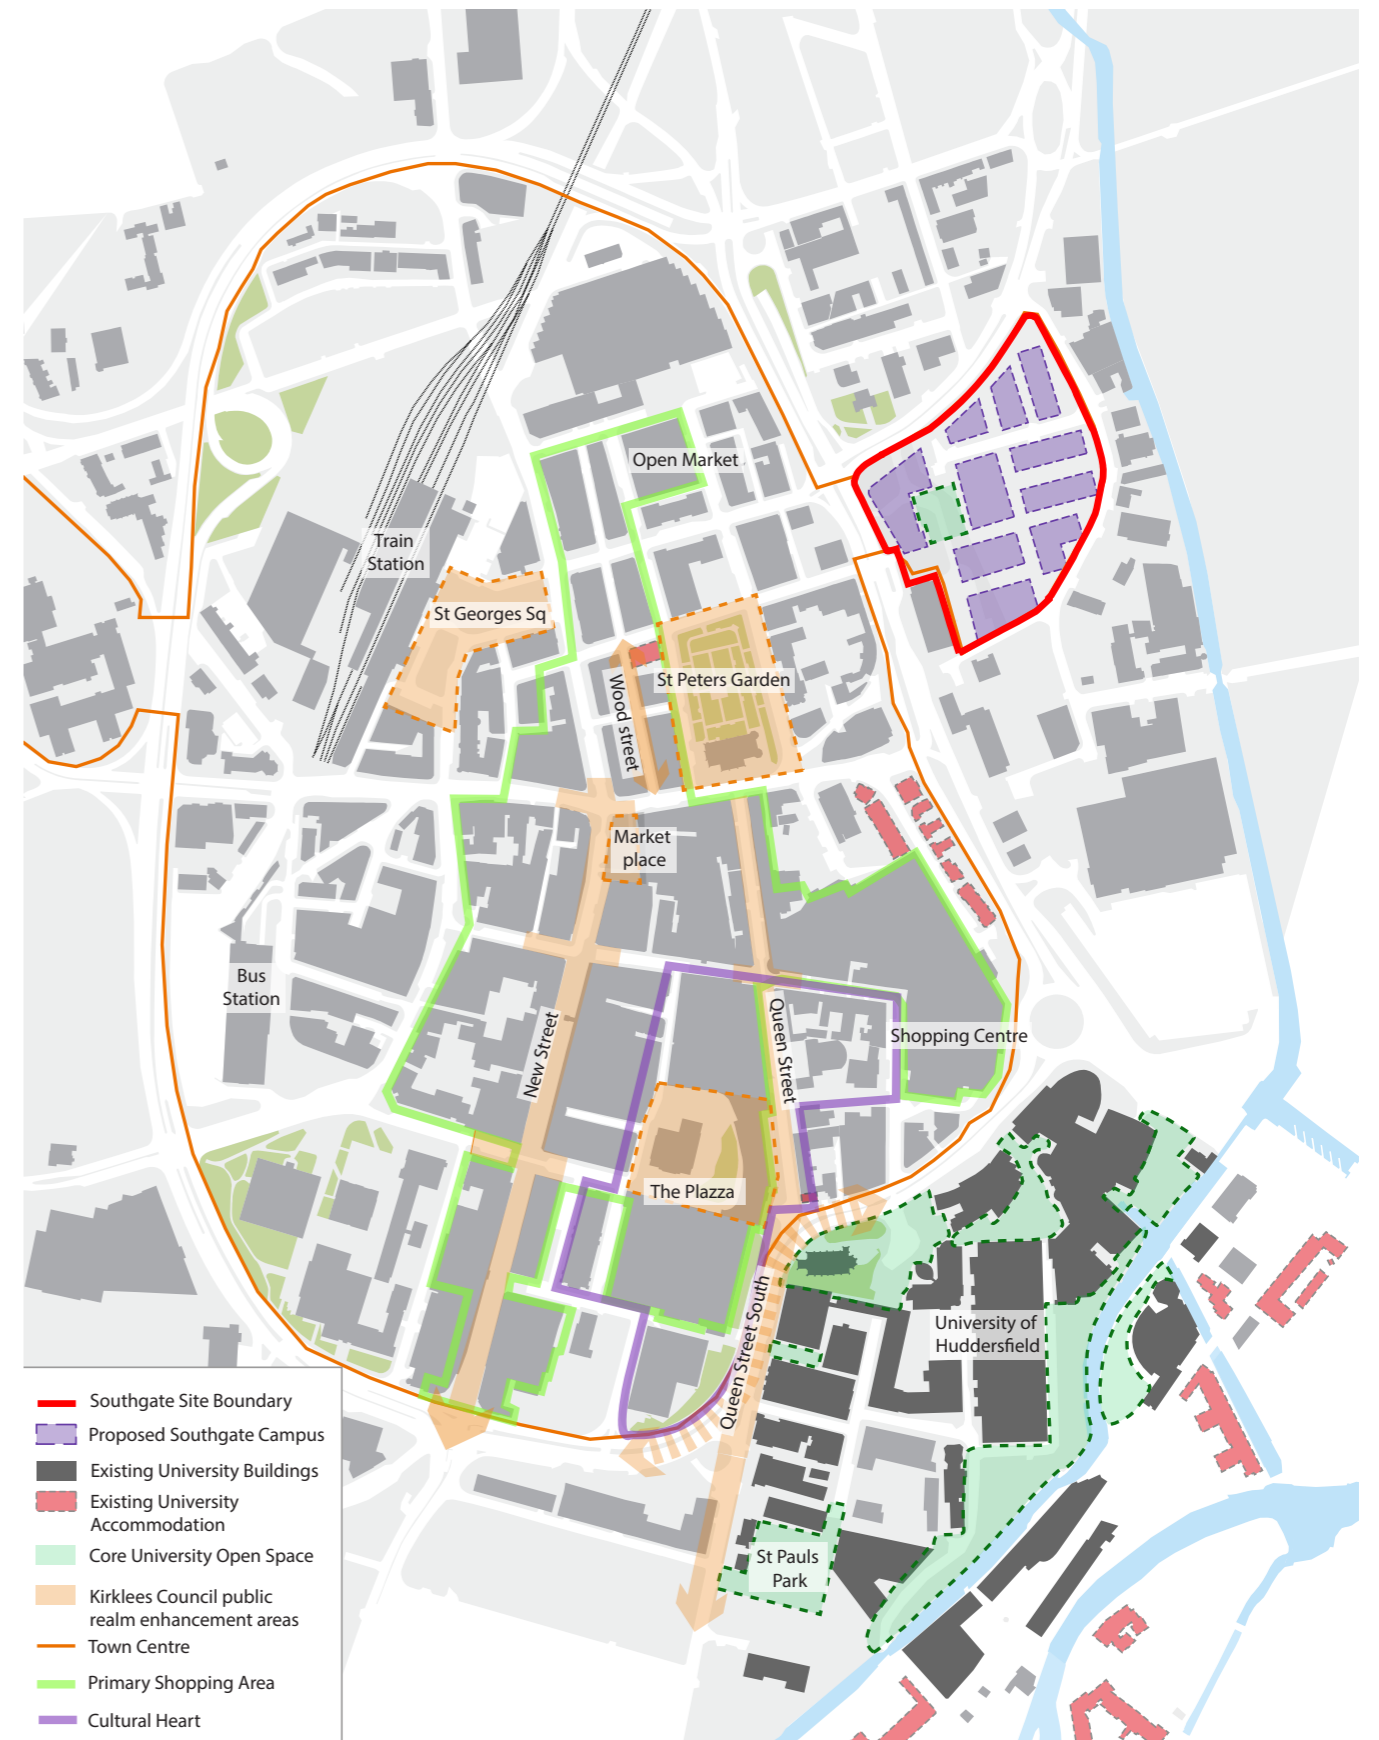 Open Market
Train
Station
St Georges Sq
St Peters Garden
Wood street
Market
place
Bus
Station
New Street
Queen Street
Shopping Centre
The Plazza
Queen Street South
University of
Huddersfield
St Pauls
Park
Southgate Site Boundary
Proposed Southgate Campus
Existing University Buildings
Existing University
Accommodation
Core University Open Space
Kirklees Council public
realm enhancement areas
Town Centre
Primary Shopping Area
Cultural Heart